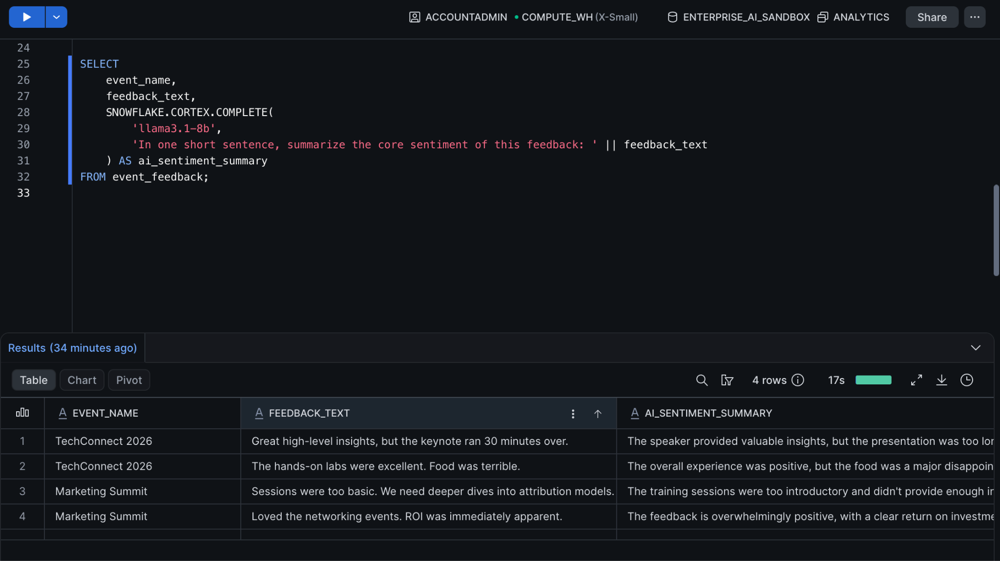 ACCOUNTADMIN • COMPUTE_WH (X-Small) ENTERPRISE_AI_SANDBOX ANALYTICS Share ...
24
25 SELECT
26 event_name,
27 feedback_text,
28 SNOWFLAKE.CORTEX.COMPLETE(
29 'llama3.1-8b',
30 'In one short sentence, summarize the core sentiment of this feedback: ' || feedback_text
31 ) AS ai_sentiment_summary
32 FROM event_feedback;
33
Results (34 minutes ago)
Table Chart Pivot 4 rows 17s
A EVENT_NAME A FEEDBACK_TEXT A AI_SENTIMENT_SUMMARY
1 TechConnect 2026 Great high-level insights, but the keynote ran 30 minutes over. The speaker provided valuable insights, but the presentation was too
2 TechConnect 2026 The hands-on labs were excellent. Food was terrible. The overall experience was positive, but the food was a major
3 Marketing Summit Sessions were too basic. We need deeper dives into attribution models. The training sessions were too introductory and didn't provide enough
4 Marketing Summit Loved the networking events. ROI was immediately apparent. The feedback is overwhelmingly positive, with a clear return on